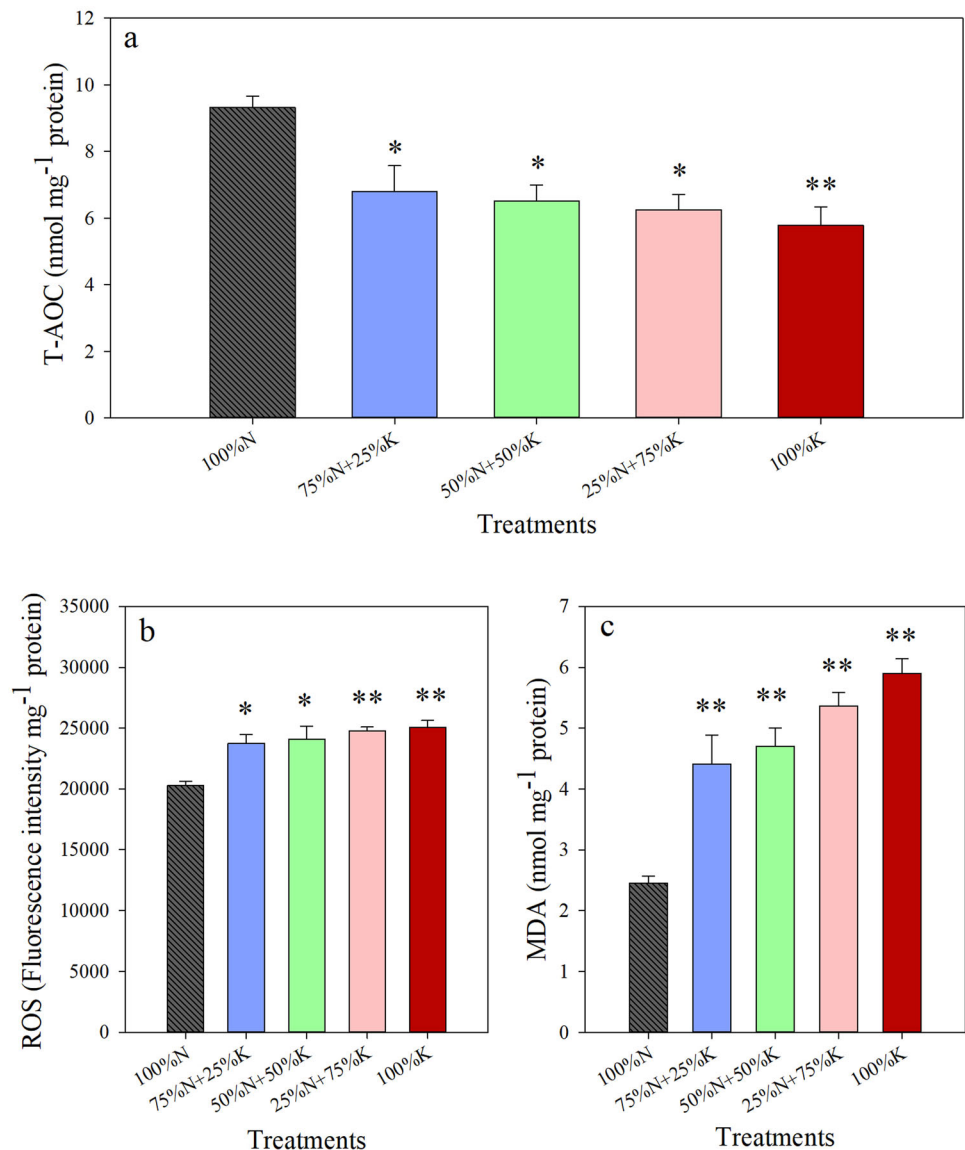 a
T-AOC (nmol mg⁻¹ protein)
12
10
8
6
4
2
0
*
*
*
**
100%N
75%N+25%K
50%N+50%K
25%N+75%K
100%K
Treatments
b
ROS (Fluorescence intensity mg⁻¹ protein)
35000
30000
25000
20000
15000
10000
5000
0
*
*
**
**
100%N
75%N+25%K
50%N+50%K
25%N+75%K
100%K
Treatments
c
MDA (nmol mg⁻¹ protein)
7
6
5
4
3
2
1
0
**
**
**
**
100%N
75%N+25%K
50%N+50%K
25%N+75%K
100%K
Treatments